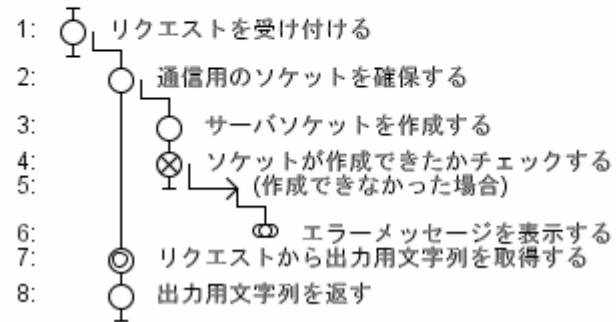 1: リクエストを受け付ける
2: 通信用のソケットを確保する
3: サーバソケットを作成する
4: ソケットが作成できたかチェックする
5: (作成できなかった場合)
6: エラーメッセージを表示する
7: リクエストから出力用文字列を取得する
8: 出力用文字列を返す